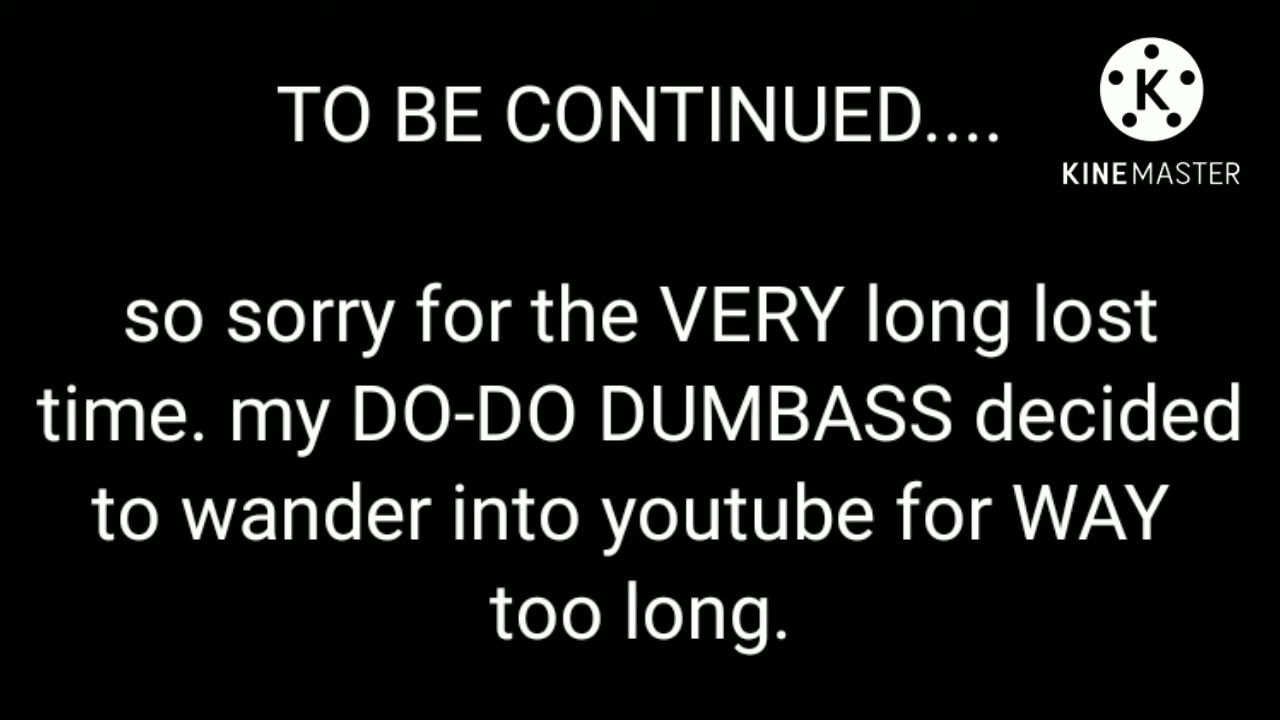 TO BE CONTINUED....
K
KINEMASTER
so sorry for the VERY long lost
time. my DO-DO DUMBASS decided
to wander into youtube for WAY
too long.